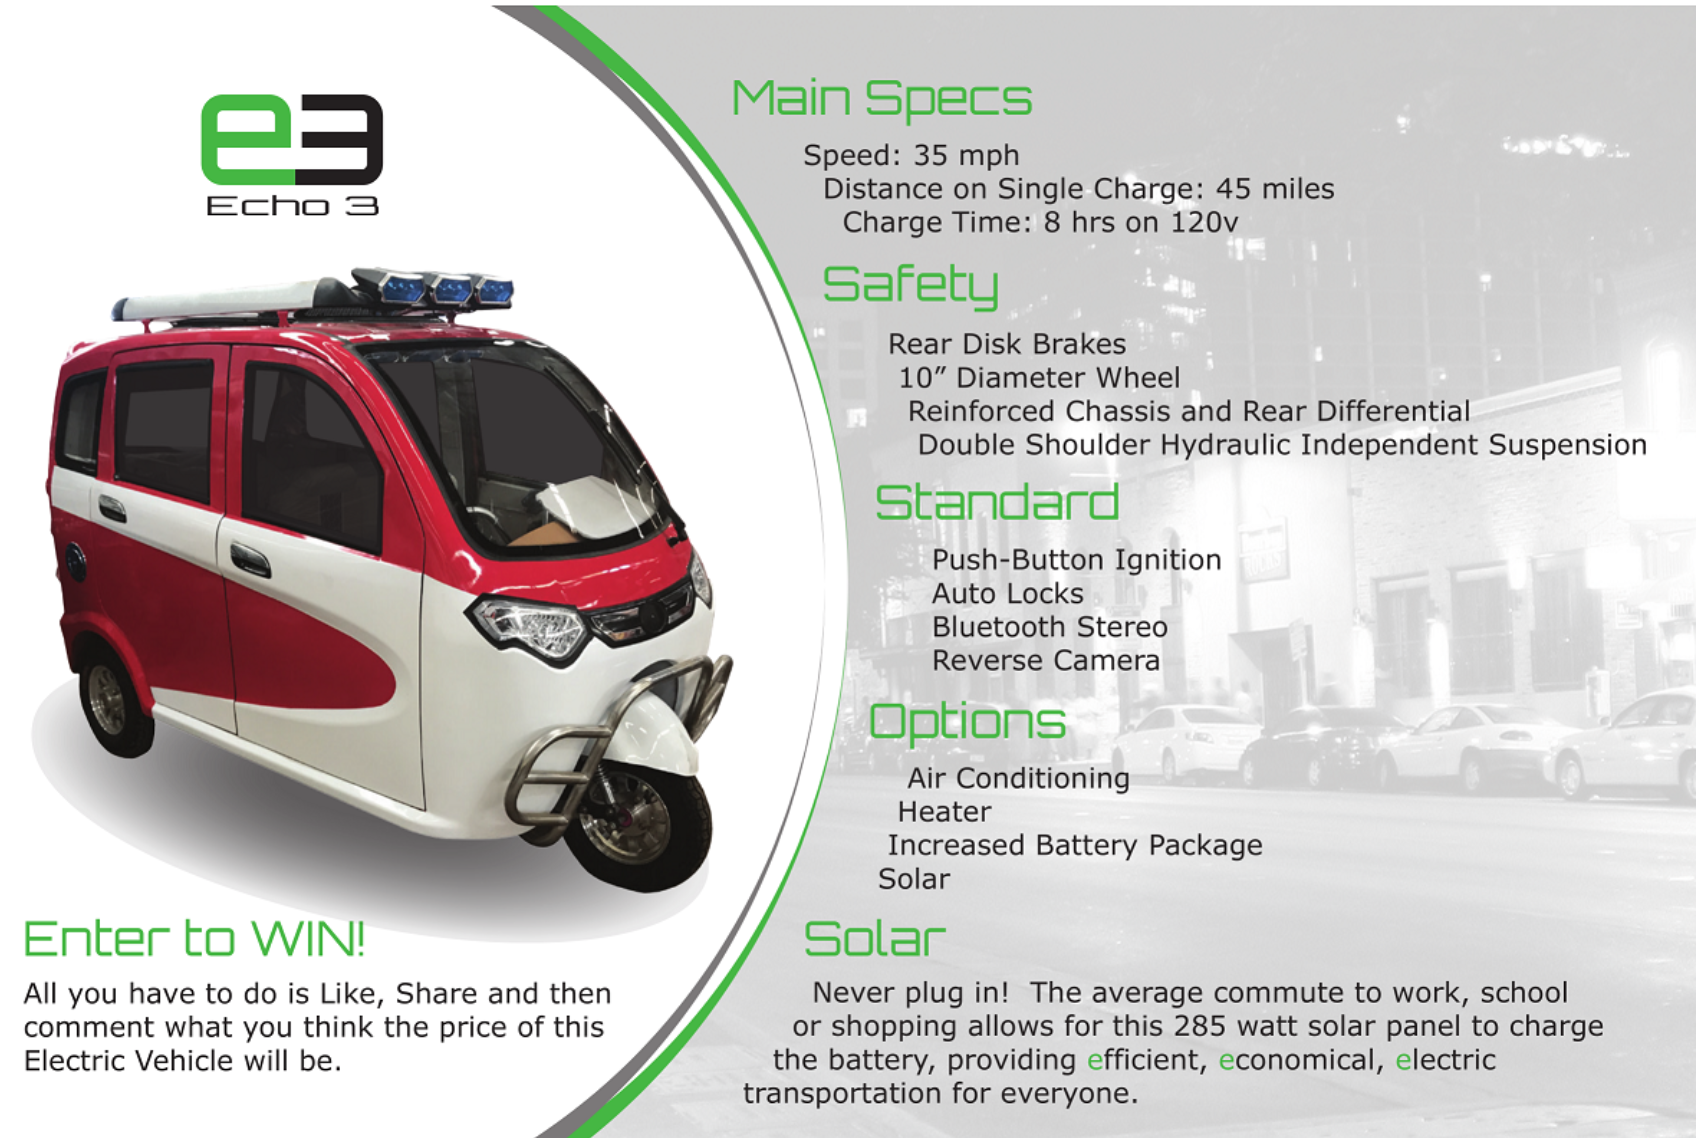 e3
Echo 3
Enter to WIN!
All you have to do is Like, Share and then
comment what you think the price of this
Electric Vehicle will be.
Main Specs
Speed: 35 mph
Distance on Single Charge: 45 miles
Charge Time: 8 hrs on 120v
Safety
Rear Disk Brakes
10” Diameter Wheel
Reinforced Chassis and Rear Differential
Double Shoulder Hydraulic Independent Suspension
Standard
Push-Button Ignition
Auto Locks
Bluetooth Stereo
Reverse Camera
Options
Air Conditioning
Heater
Increased Battery Package
Solar
Solar
Never plug in! The average commute to work, school
or shopping allows for this 285 watt solar panel to charge
the battery, providing efficient, economical, electric
transportation for everyone.